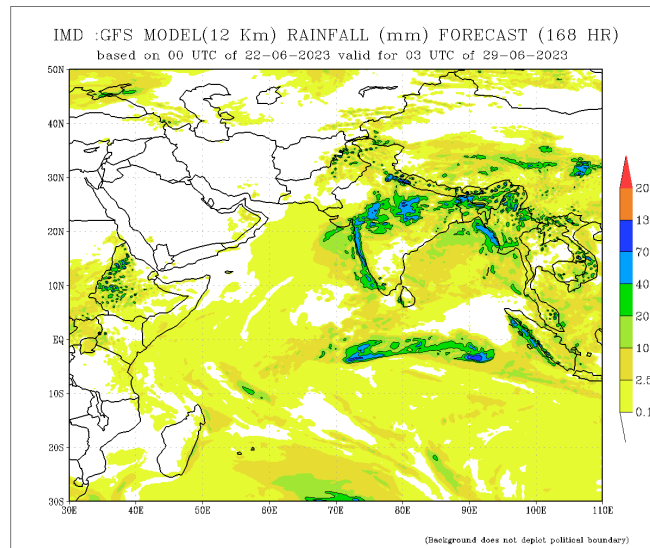 IMD :GFS MODEL(12 Km) RAINFALL (mm) FORECAST (168 HR)
based on 00 UTC of 22-06-2023 valid for 03 UTC of 29-06-2023
50N
40N
30N
20N
10N
EQ
10S
20S
30S
30E 40E 50E 60E 70E 80E 90E 100E 110E
20
13
70
40
20
10
2.5
0.1
(Background does not depict political boundary)